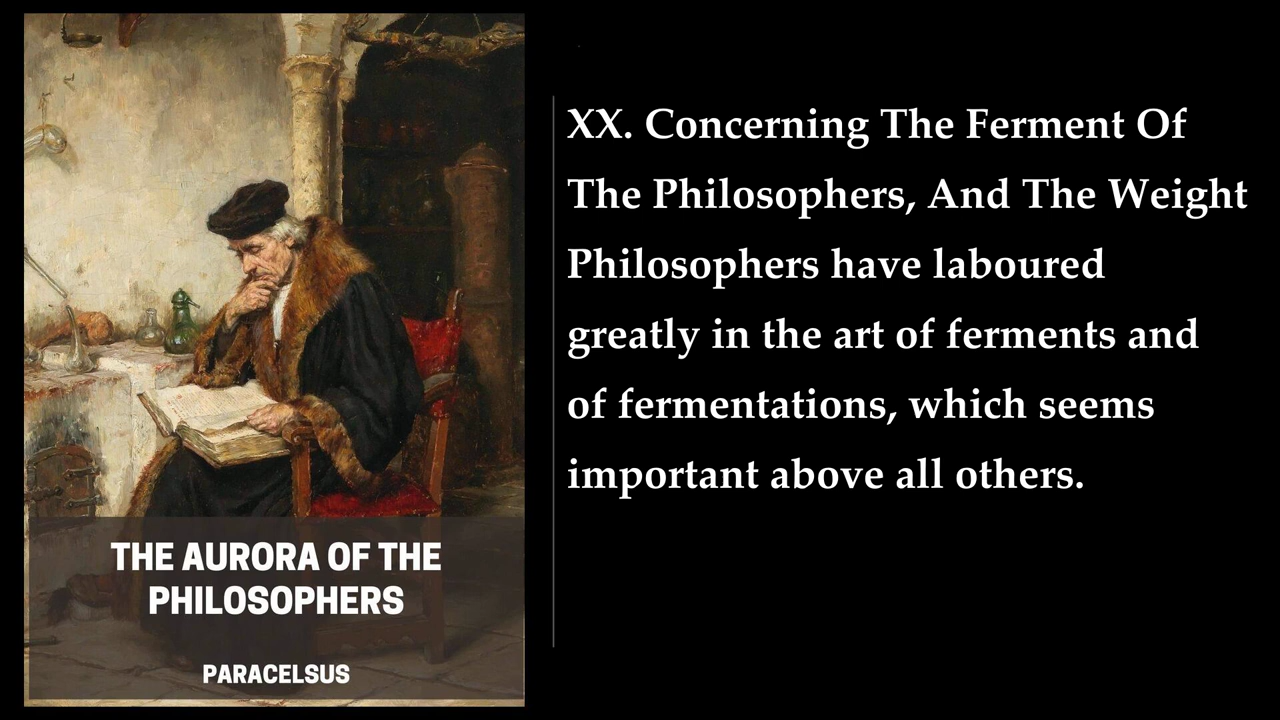 THE AURORA OF THE
PHILOSOPHERS
PARACELSUS
XX. Concerning The Ferment Of
The Philosophers, And The Weight
Philosophers have laboured
greatly in the art of ferments and
of fermentations, which seems
important above all others.